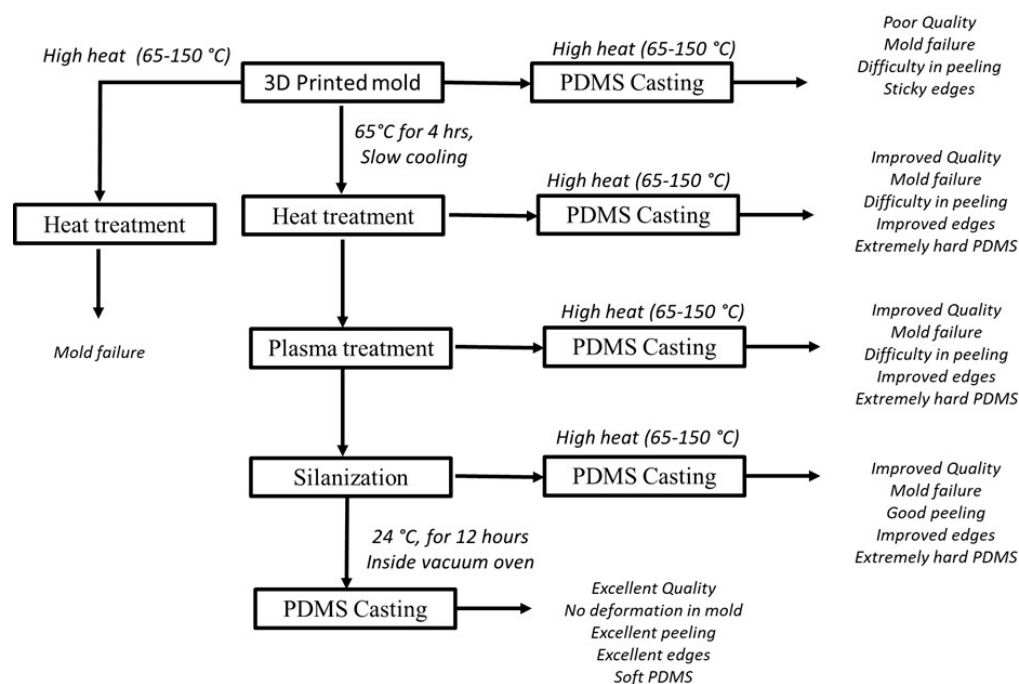 High heat (65-150 °C)
3D Printed mold
High heat (65-150 °C)
PDMS Casting
Poor Quality
Mold failure
Difficulty in peeling
Sticky edges
65°C for 4 hrs,
Slow cooling
Heat treatment
Mold failure
Heat treatment
High heat (65-150 °C)
PDMS Casting
Improved Quality
Mold failure
Difficulty in peeling
Improved edges
Extremely hard PDMS
Plasma treatment
High heat (65-150 °C)
PDMS Casting
Improved Quality
Mold failure
Difficulty in peeling
Improved edges
Extremely hard PDMS
Silanization
High heat (65-150 °C)
PDMS Casting
Improved Quality
Mold failure
Good peeling
Improved edges
Extremely hard PDMS
24 °C, for 12 hours
Inside vacuum oven
PDMS Casting
Excellent Quality
No deformation in mold
Excellent peeling
Excellent edges
Soft PDMS